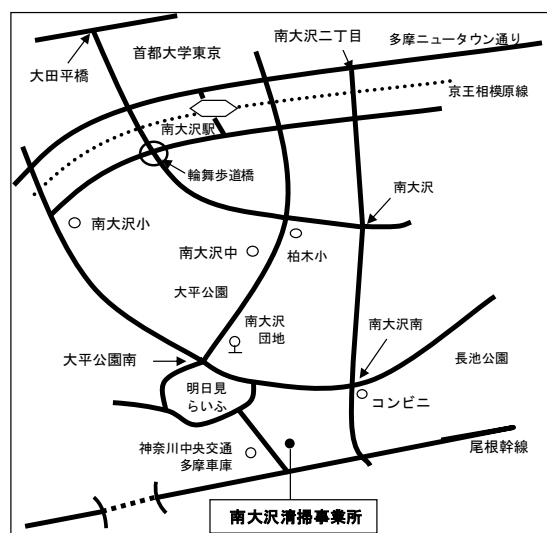 南大沢二丁目
多摩ニュータウン通り
首都大学東京
大田平橋
京王相模原線
南大沢駅
輪舞歩道橋
南大沢
南大沢小
南大沢中
柏木小
大平公園
南大沢
団地
南大沢南
大平公園南
長池公園
明日見
らいふ
コンビニ
神奈川中央交通
多摩車庫
尾根幹線
南大沢清掃事業所